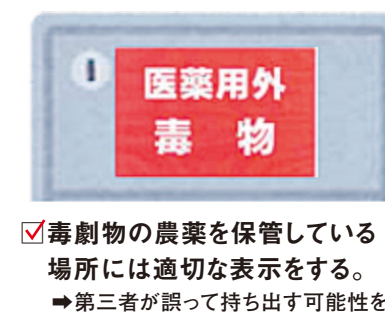 医薬用外
毒物
毒劇物の農薬を保管している
場所には適切な表示をする。
➡第三者が誤って持ち出す可能性を